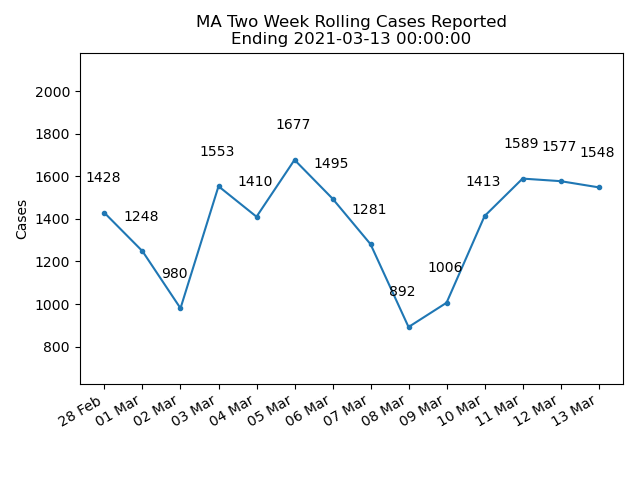 MA Two Week Rolling Cases Reported
Ending 2021-03-13 00:00:00
Cases
2000
1800
1600
1400
1200
1000
800
1428
1248
980
1553
1410
1677
1495
1281
892
1006
1413
1589
1577
1548
28 Feb
01 Mar
02 Mar
03 Mar
04 Mar
05 Mar
06 Mar
07 Mar
08 Mar
09 Mar
10 Mar
11 Mar
12 Mar
13 Mar